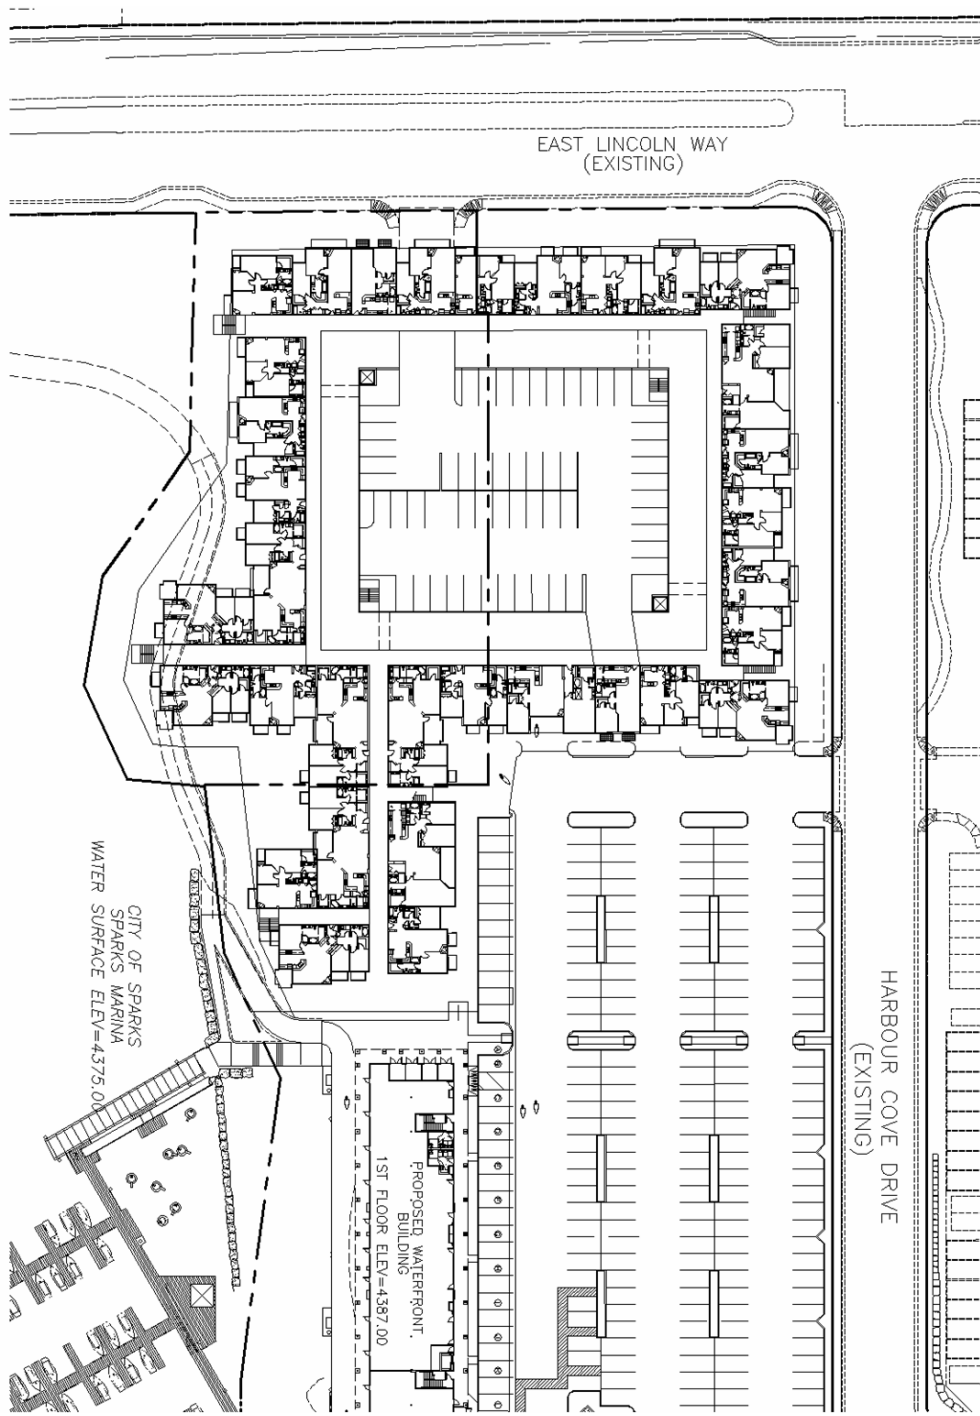 EAST LINCOLN WAY
(EXISTING)
CITY OF SPARKS
SPARKS MARINA
WATER SURFACE ELEV=4375.00
HARBOUR COVE DRIVE
(EXISTING)
PROPOSED WATERFRONT
BUILDING
1ST FLOOR ELEV=4387.00